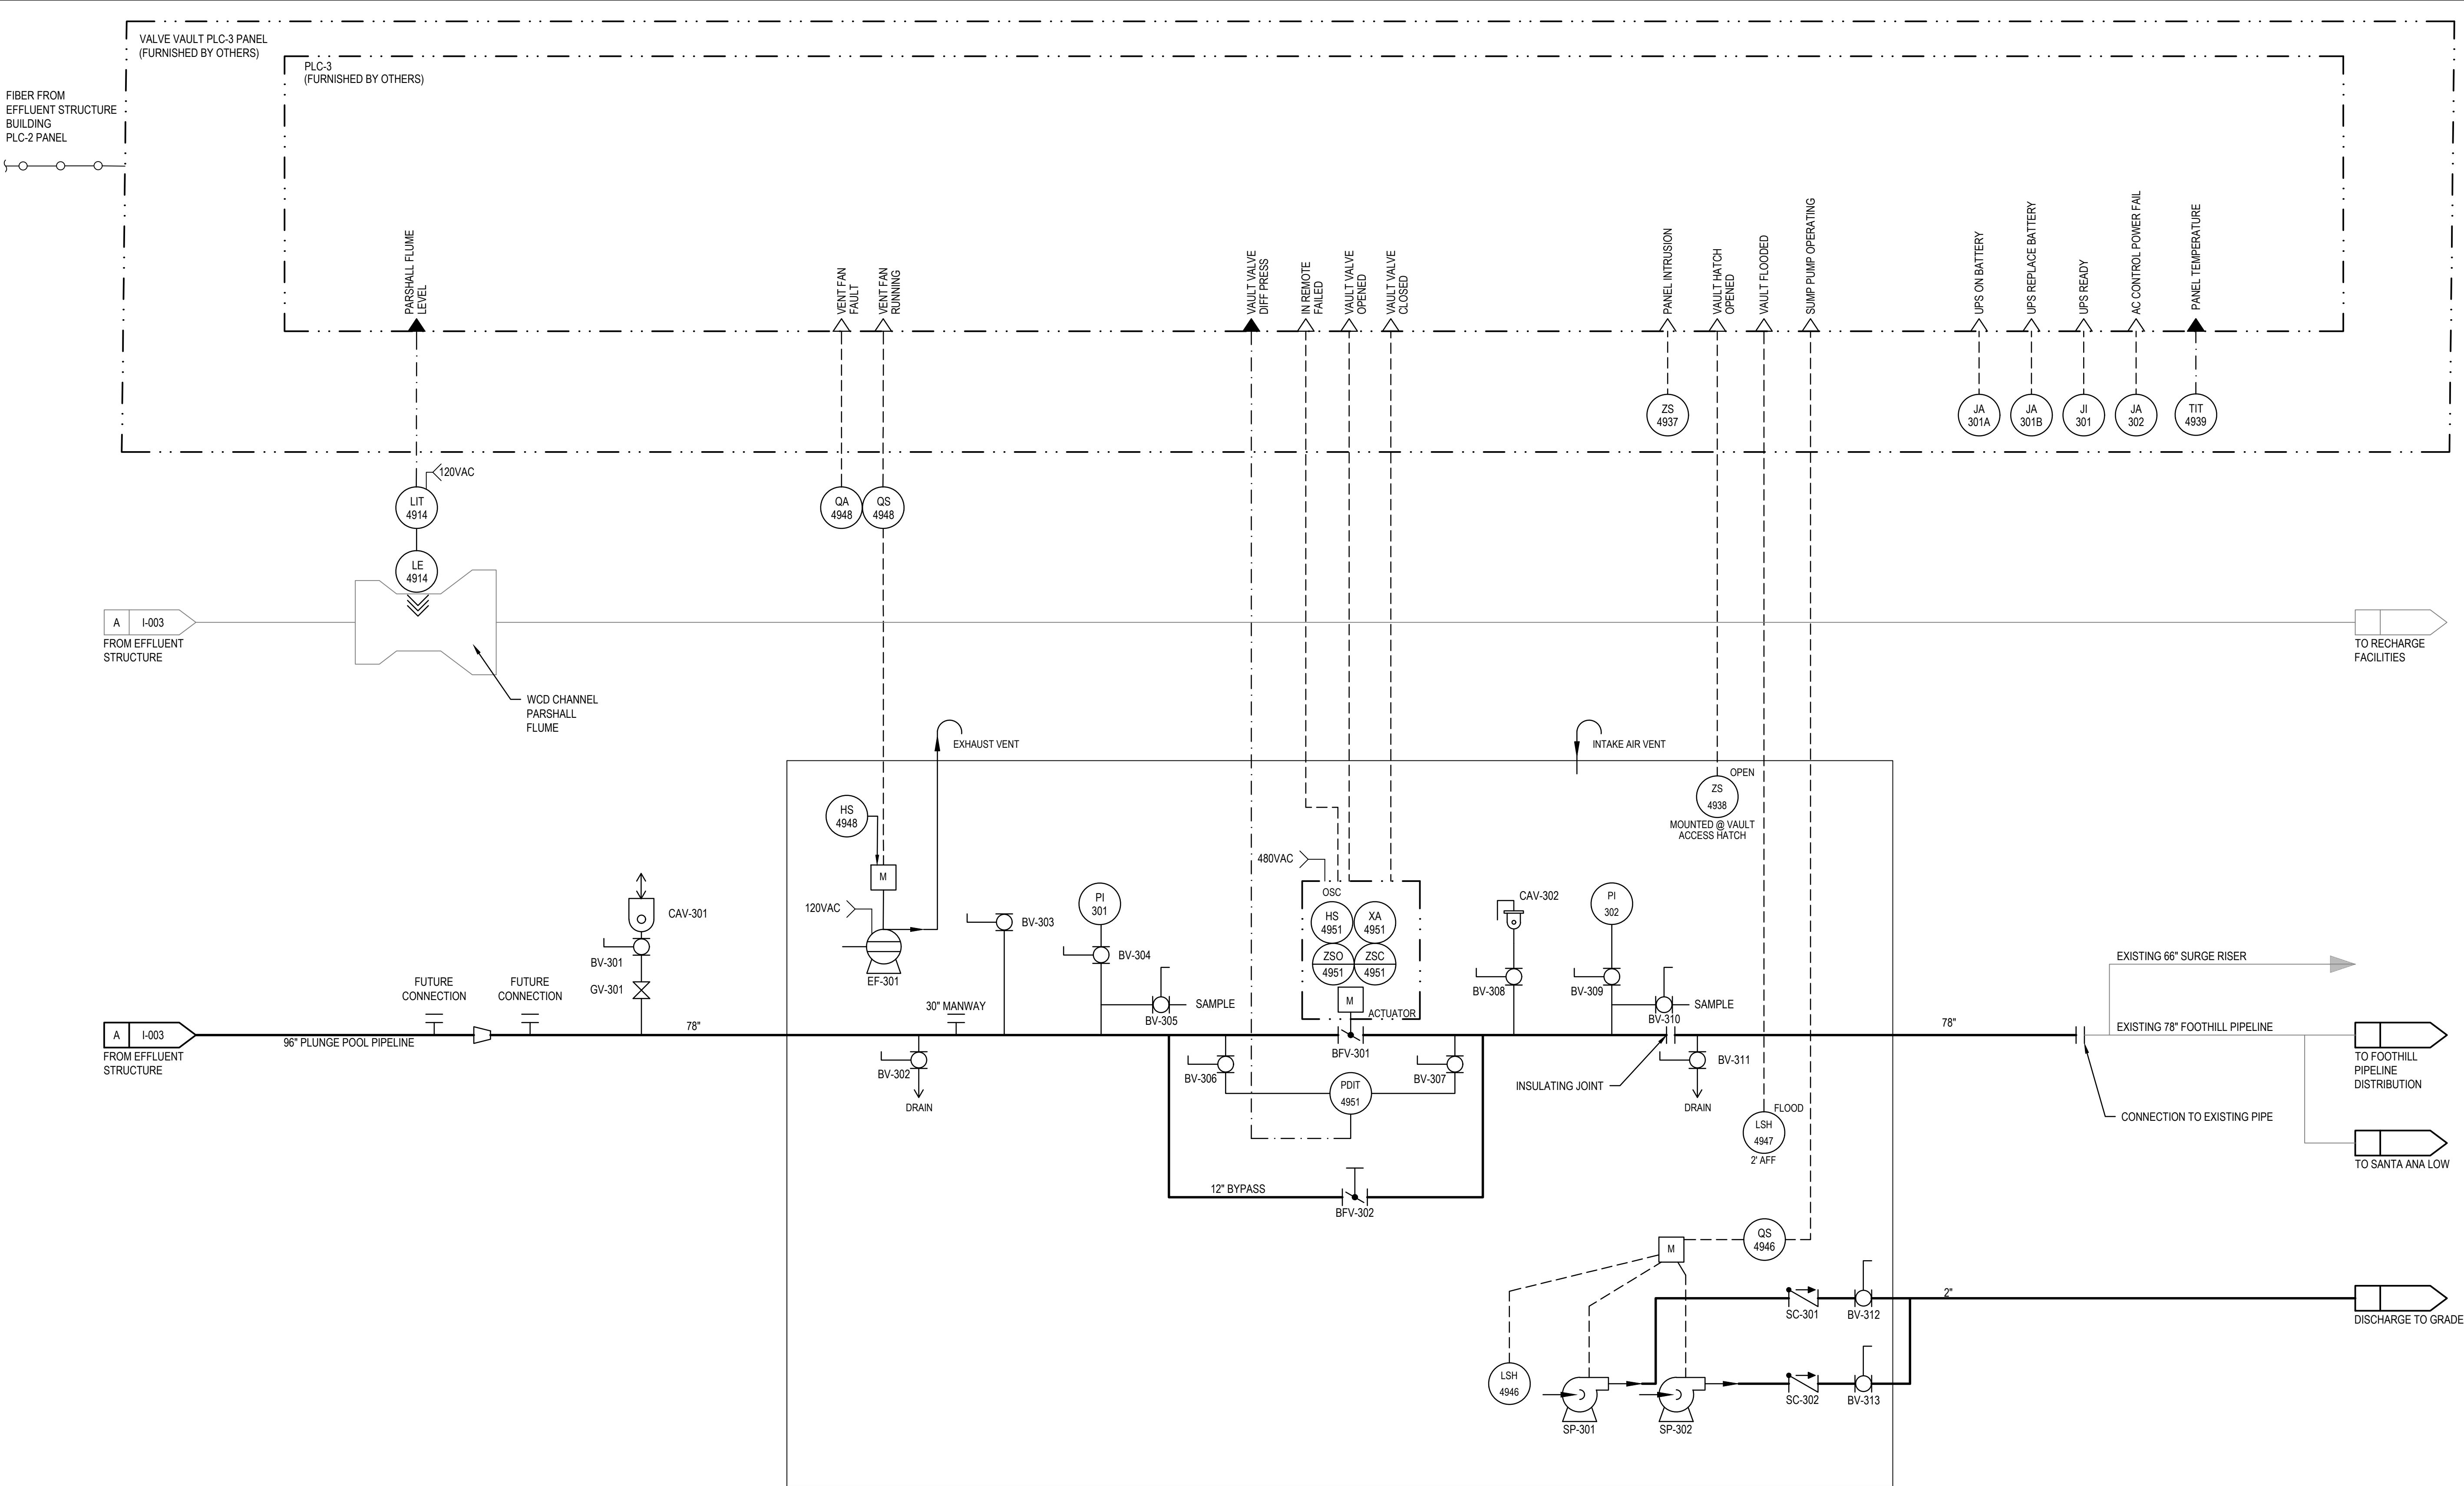 VALVE VAULT PLC-3 PANEL
(FURNISHED BY OTHERS)
PLC-3
(FURNISHED BY OTHERS)
FIBER FROM
EFFLUENT STRUCTURE
BUILDING
PLC-2 PANEL
PARSHALL FLUME
LEVEL
VENT FAN
FAULT
VENT FAN
RUNNING
VAULT VALVE
DIFF PRESS
IN REMOTE
FAILED
VAULT VALVE
OPENED
VAULT VALVE
CLOSED
PANEL INTRUSION
VAULT HATCH
OPENED
VAULT FLOODED
SUMP PUMP OPERATING
UPS ON BATTERY
UPS REPLACE BATTERY
UPS READY
AC CONTROL POWER FAIL
PANEL TEMPERATURE
ZS
4937
JA
301A
JA
301B
JI
301
JA
302
TIT
4939
120VAC
LIT
4914
QA
4948
QS
4948
LE
4914
A I-003
FROM EFFLUENT
STRUCTURE
TO RECHARGE
FACILITIES
WCD CHANNEL
PARSHALL
FLUME
EXHAUST VENT
INTAKE AIR VENT
OPEN
ZS
4938
MOUNTED @ VAULT
ACCESS HATCH
HS
4948
M
120VAC
EF-301
480VAC
OSC
HS
4951
XA
4951
ZSO
4951
ZSC
4951
M
ACTUATOR
BFV-301
CAV-301
BV-301
GV-301
FUTURE
CONNECTION
FUTURE
CONNECTION
78"
30" MANWAY
BV-303
PI
301
BV-304
SAMPLE
BV-305
CAV-302
BV-308
PI
302
BV-309
SAMPLE
BV-310
78"
EXISTING 66" SURGE RISER
EXISTING 78" FOOTHILL PIPELINE
A I-003
FROM EFFLUENT
STRUCTURE
96" PLUNGE POOL PIPELINE
BV-302
DRAIN
BV-306
PDIT
4951
BV-307
INSULATING JOINT
BV-311
DRAIN
FLOOD
LSH
4947
2' AFF
CONNECTION TO EXISTING PIPE
TO FOOTHILL
PIPELINE
DISTRIBUTION
TO SANTA ANA LOW
12" BYPASS
BFV-302
M
QS
4946
2"
SC-301
BV-312
DISCHARGE TO GRADE
LSH
4946
SP-301
SP-302
SC-302
BV-313